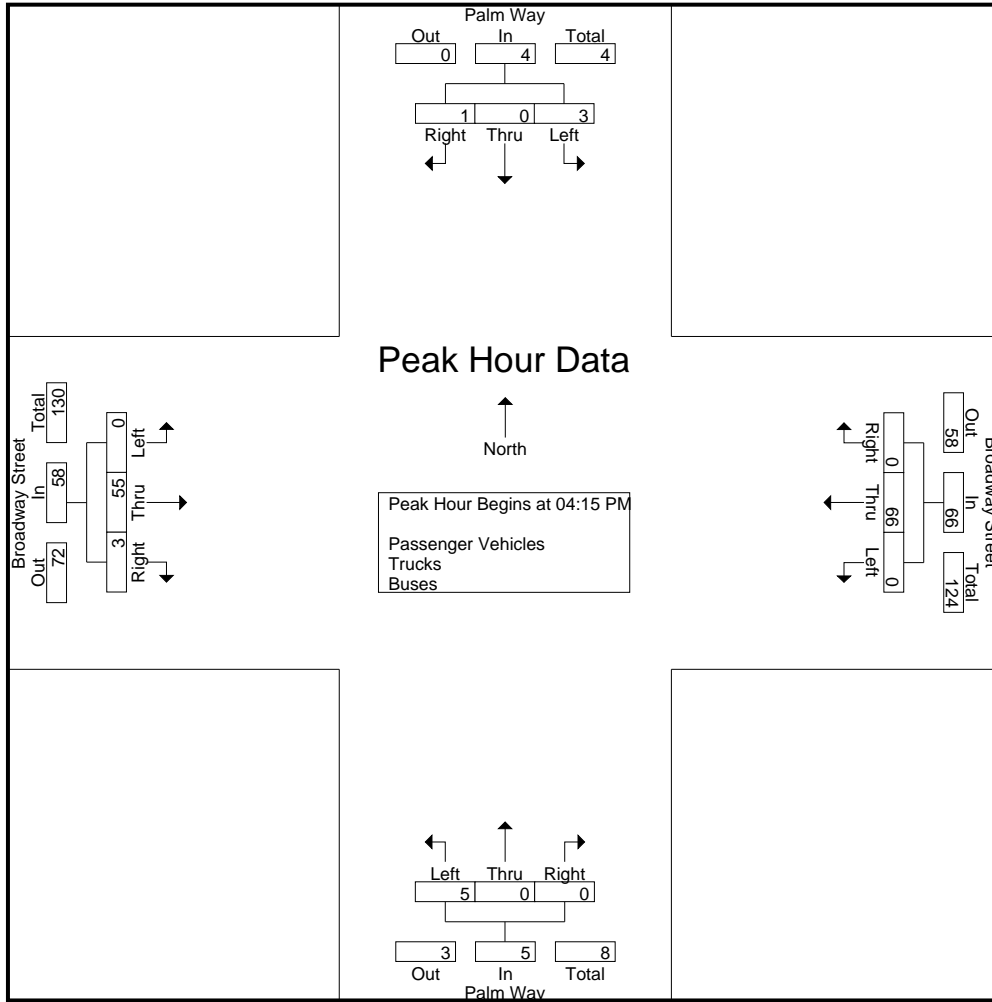 Palm Way
Out In Total
0 4 4
1 0 3
Right Thru Left
Peak Hour Data
North
Peak Hour Begins at 04:15 PM
Passenger Vehicles
Trucks
Buses
Broadway Street
Out In Total
72 58 130
0 55 3
Left Thru Right
Broadway Street
Out In Total
58 66 124
0 66 0
Right Thru Left
Left Thru Right
5 0 0
3 5 8
Out In Total
Palm Way